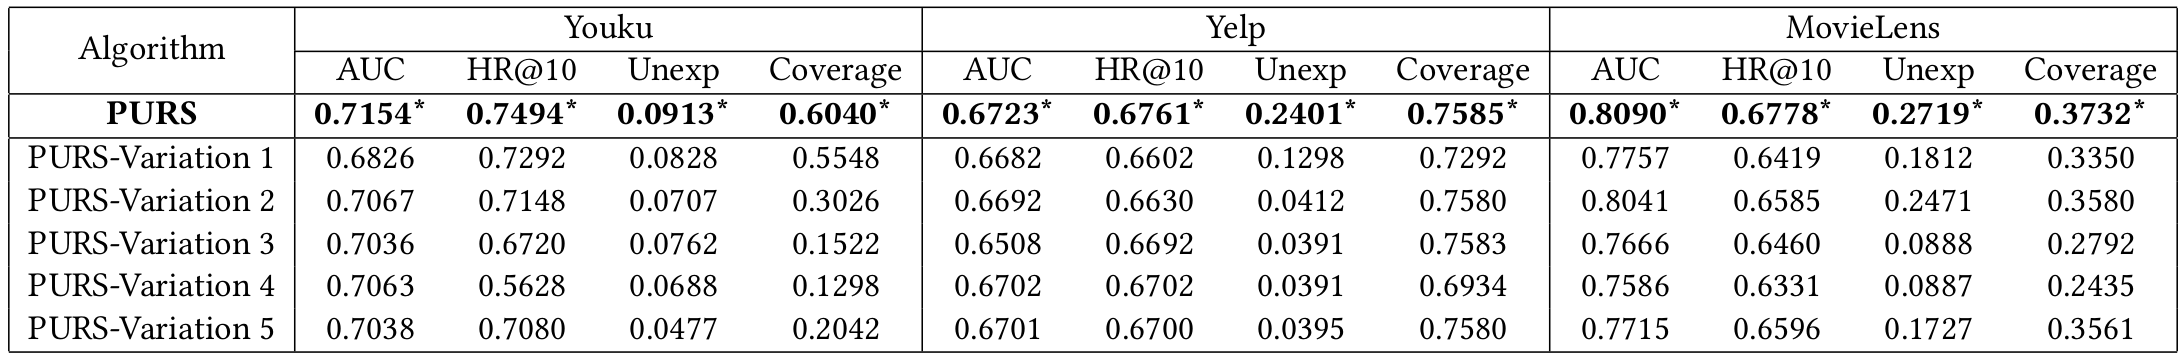 Algorithm Youku Yelp MovieLens
AUC HR@10 Unexp Coverage AUC HR@10 Unexp Coverage AUC HR@10 Unexp Coverage
PURS 0.7154* 0.7494* 0.0913* 0.6040* 0.6723* 0.6761* 0.2401* 0.7585* 0.8090* 0.6778* 0.2719* 0.3732*
PURS-Variation 1 0.6826 0.7292 0.0828 0.5548 0.6682 0.6602 0.1298 0.7292 0.7757 0.6419 0.1812 0.3350
PURS-Variation 2 0.7067 0.7148 0.0707 0.3026 0.6692 0.6630 0.0412 0.7580 0.8041 0.6585 0.2471 0.3580
PURS-Variation 3 0.7036 0.6720 0.0762 0.1522 0.6508 0.6692 0.0391 0.7583 0.7666 0.6460 0.0888 0.2792
PURS-Variation 4 0.7063 0.5628 0.0688 0.1298 0.6702 0.6702 0.0391 0.6934 0.7586 0.6331 0.0887 0.2435
PURS-Variation 5 0.7038 0.7080 0.0477 0.2042 0.6701 0.6700 0.0395 0.7580 0.7715 0.6596 0.1727 0.3561